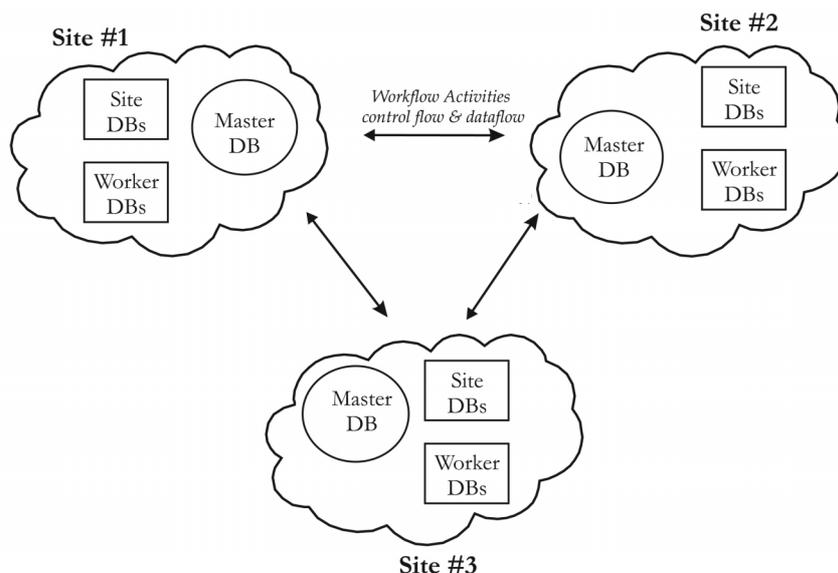 Site #1
Site
DBs
Master
DB
Worker
DBs
Workflow Activities
control flow & dataflow
Site #2
Site
DBs
Master
DB
Worker
DBs
Master
DB
Site
DBs
Worker
DBs
Site #3